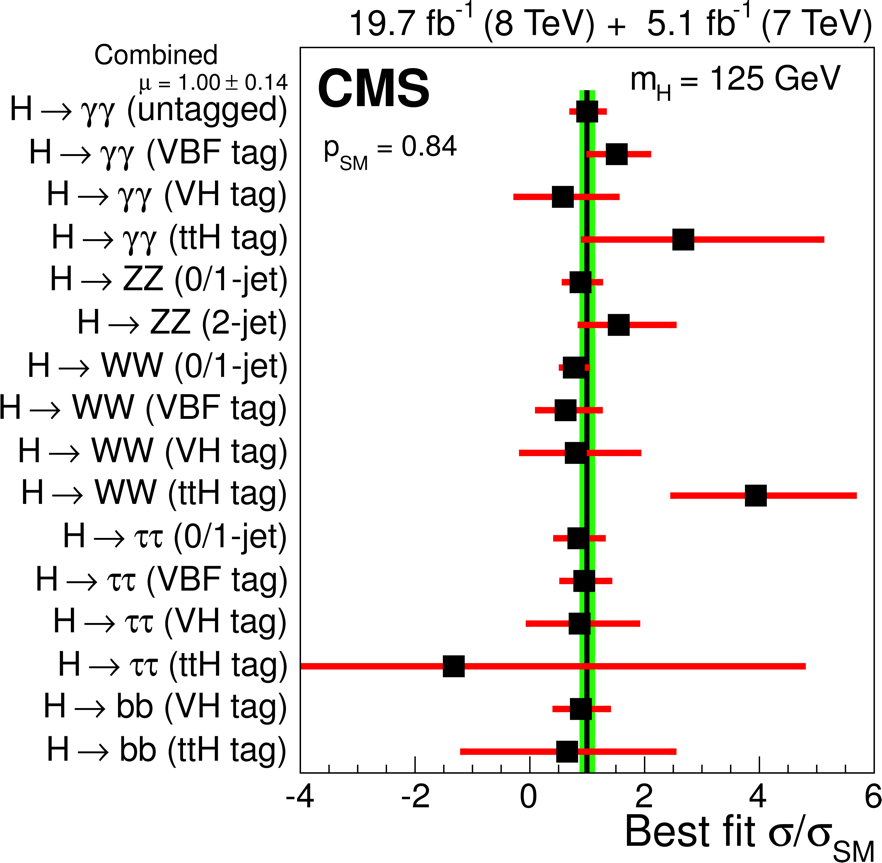 19.7 fb-1 (8 TeV) + 5.1 fb-1 (7 TeV)
Combined
μ = 1.00 ± 0.14
CMS
mH = 125 GeV
pSM = 0.84
H → γγ (untagged)
H → γγ (VBF tag)
H → γγ (VH tag)
H → γγ (ttH tag)
H → ZZ (0/1-jet)
H → ZZ (2-jet)
H → WW (0/1-jet)
H → WW (VBF tag)
H → WW (VH tag)
H → WW (ttH tag)
H → ττ (0/1-jet)
H → ττ (VBF tag)
H → ττ (VH tag)
H → ττ (ttH tag)
H → bb (VH tag)
H → bb (ttH tag)
-4 -2 0 2 4 6
Best fit σ/σSM